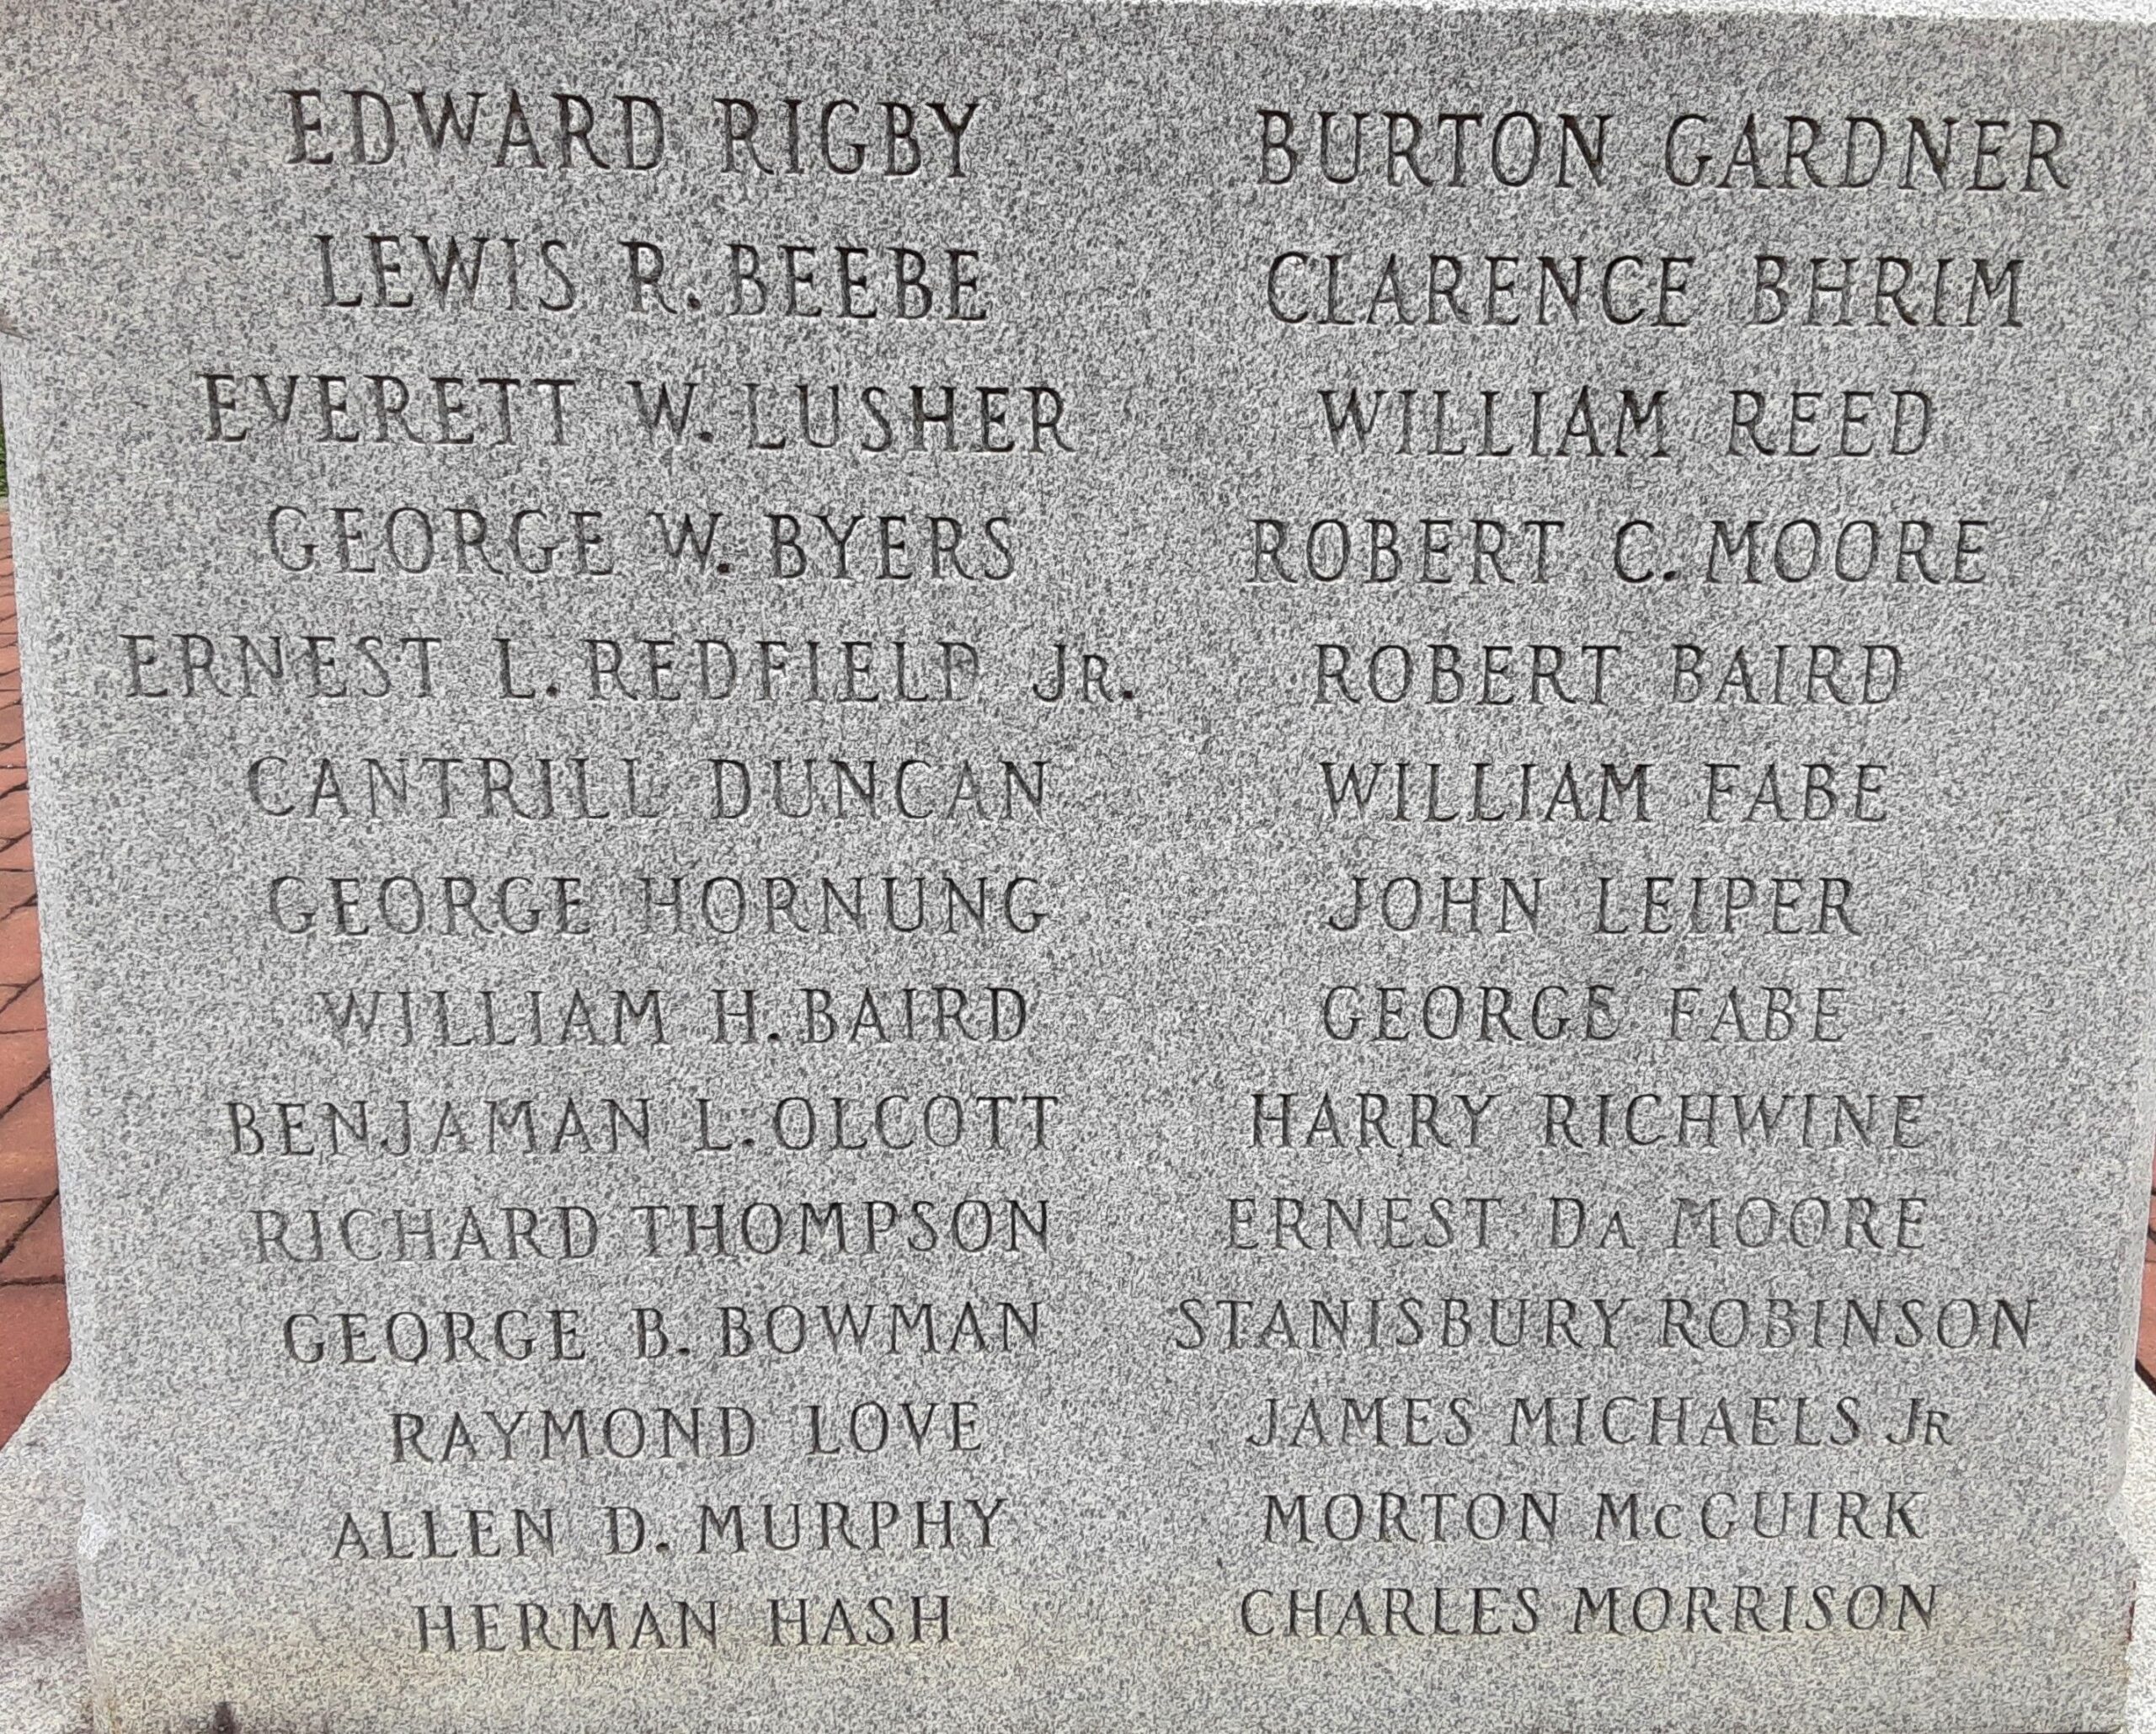 EDWARD RIGBY
LEWIS R. BEEBE
EVERETT W. LUSHER
GEORGE W. BYERS
ERNEST L. REDFIELD JR.
CANTRILL DUNCAN
GEORGE HORNUNG
WILLIAM H. BAIRD
BENJAMAN L. OLCOTT
RICHARD THOMPSON
GEORGE B. BOWMAN
RAYMOND LOVE
ALLEN D. MURPHY
HERMAN HASH
BURTON GARDNER
CLARENCE BHRIM
WILLIAM REED
ROBERT C. MOORE
ROBERT BAIRD
WILLIAM FABE
JOHN LEIPER
GEORGE FABE
HARRY RICHWINE
ERNEST DA MOORE
STANISBURY ROBINSON
JAMES MICHAELS JR
MORTON McGUIRK
CHARLES MORRISON